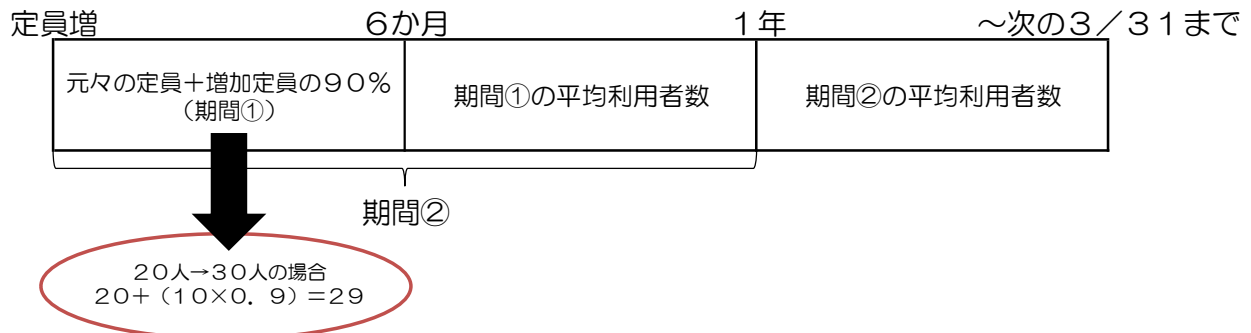 定員増 6か月 1年 ~次の3/31まで
元々の定員+増加定員の90%
(期間①)
期間①の平均利用者数
期間②の平均利用者数
期間②
20人→30人の場合
20+(10×0.9)=29